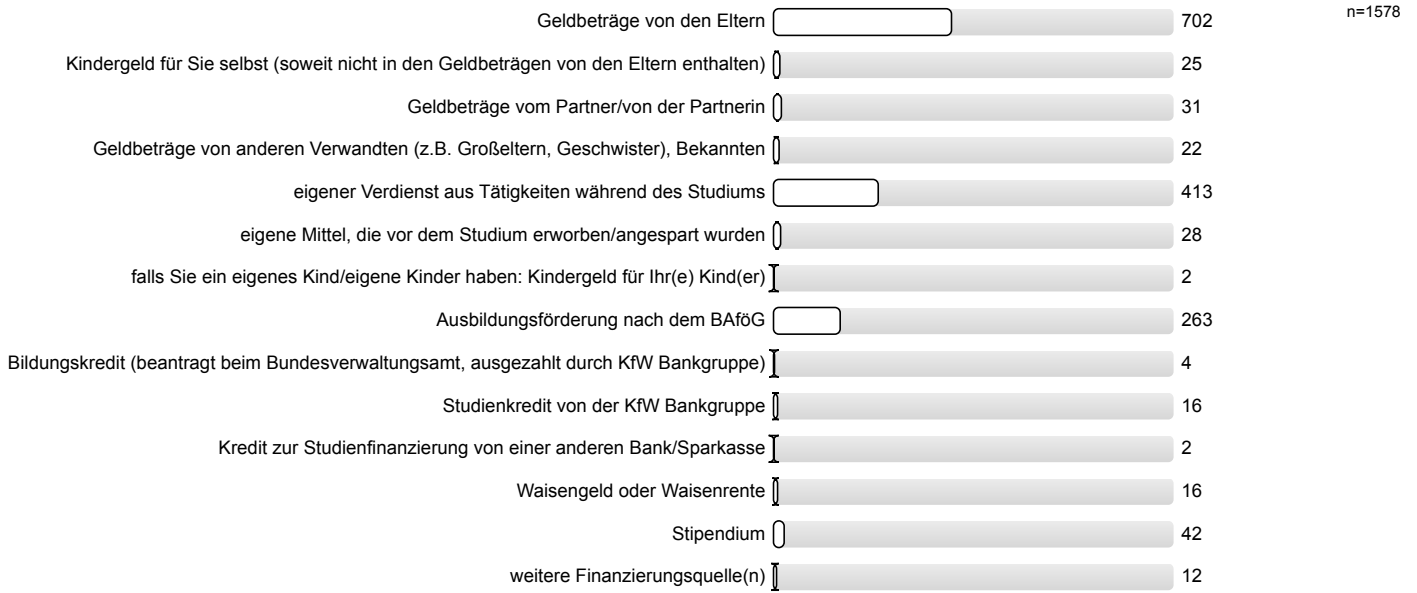 n=1578
Geldbeträge von den Eltern 702
Kindergeld für Sie selbst (soweit nicht in den Geldbeträgen von den Eltern enthalten) 25
Geldbeträge vom Partner/von der Partnerin 31
Geldbeträge von anderen Verwandten (z.B. Großeltern, Geschwister), Bekannten 22
eigener Verdienst aus Tätigkeiten während des Studiums 413
eigene Mittel, die vor dem Studium erworben/angespart wurden 28
falls Sie ein eigenes Kind/eigene Kinder haben: Kindergeld für Ihr(e) Kind(er) 2
Ausbildungsförderung nach dem BAföG 263
Bildungskredit (beantragt beim Bundesverwaltungsamt, ausgezahlt durch KfW Bankgruppe) 4
Studienkredit von der KfW Bankgruppe 16
Kredit zur Studienfinanzierung von einer anderen Bank/Sparkasse 2
Waisengeld oder Waisenrente 16
Stipendium 42
weitere Finanzierungsquelle(n) 12